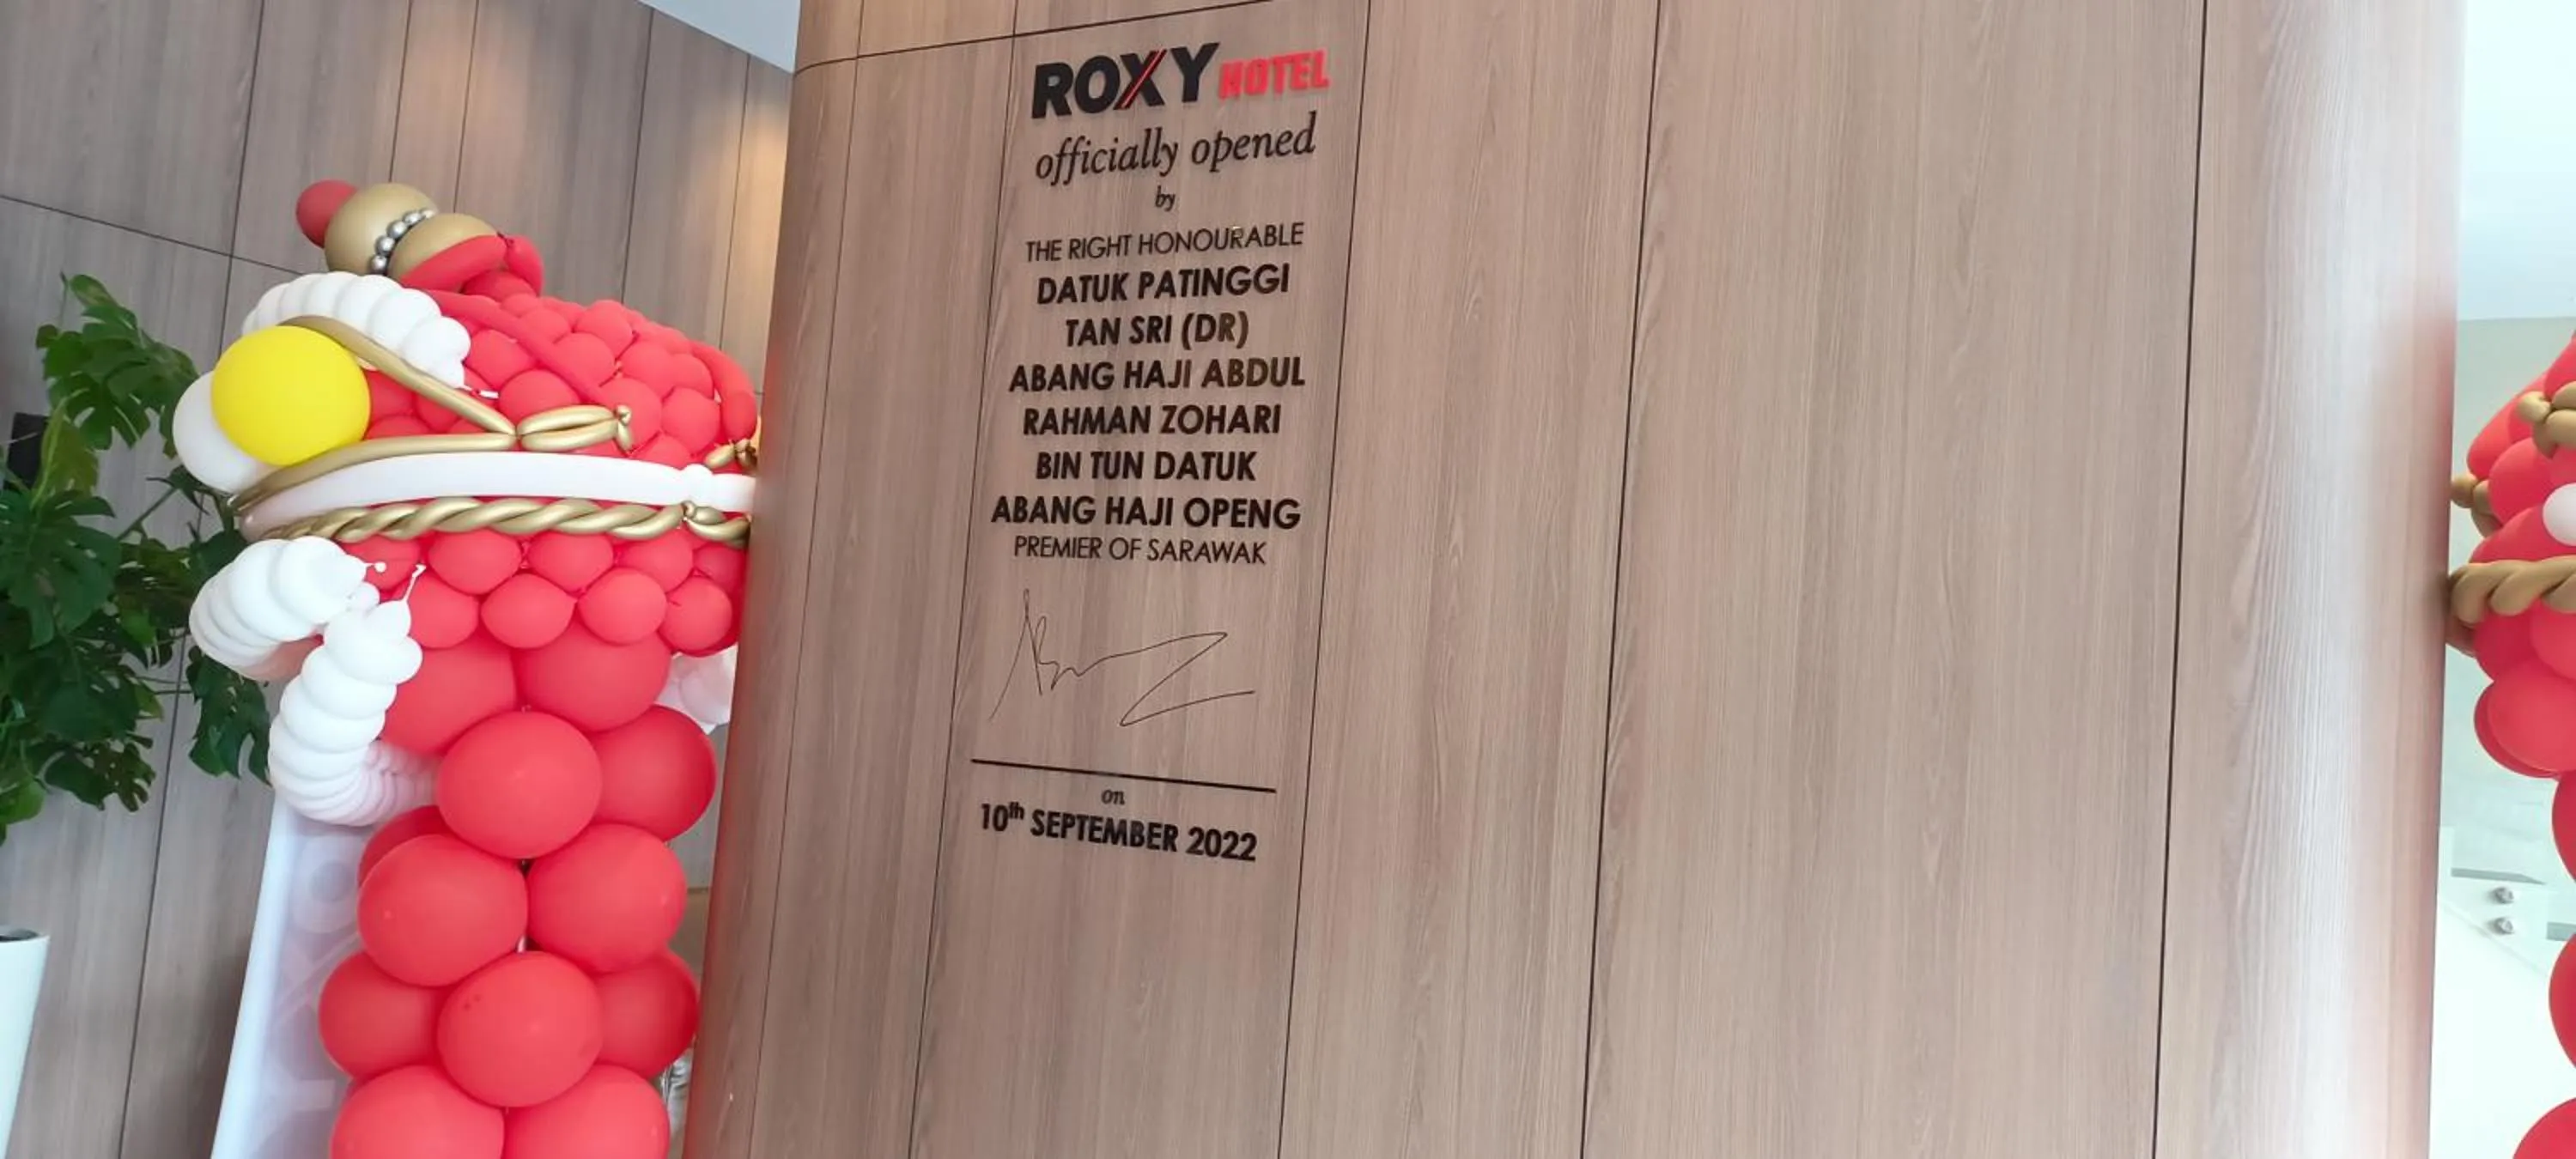 ROXY HOTEL
officially opened
by
THE RIGHT HONOURABLE
DATUK PATINGGI
TAN SRI (DR)
ABANG HAJI ABDUL
RAHMAN ZOHARI
BIN TUN DATUK
ABANG HAJI OPENG
PREMIER OF SARAWAK
on
10th SEPTEMBER 2022